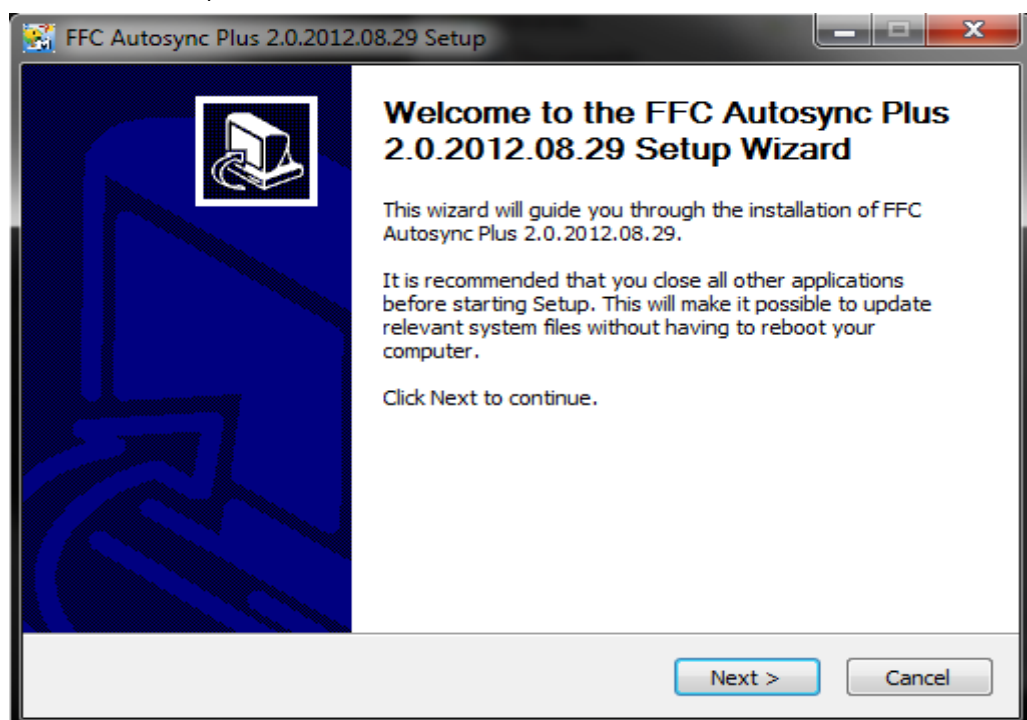 FFC Autosync Plus 2.0.2012.08.29 Setup
Welcome to the FFC Autosync Plus
2.0.2012.08.29 Setup Wizard
This wizard will guide you through the installation of FFC
Autosync Plus 2.0.2012.08.29.
It is recommended that you close all other applications
before starting Setup. This will make it possible to update
relevant system files without having to reboot your
computer.
Click Next to continue.
Next >
Cancel